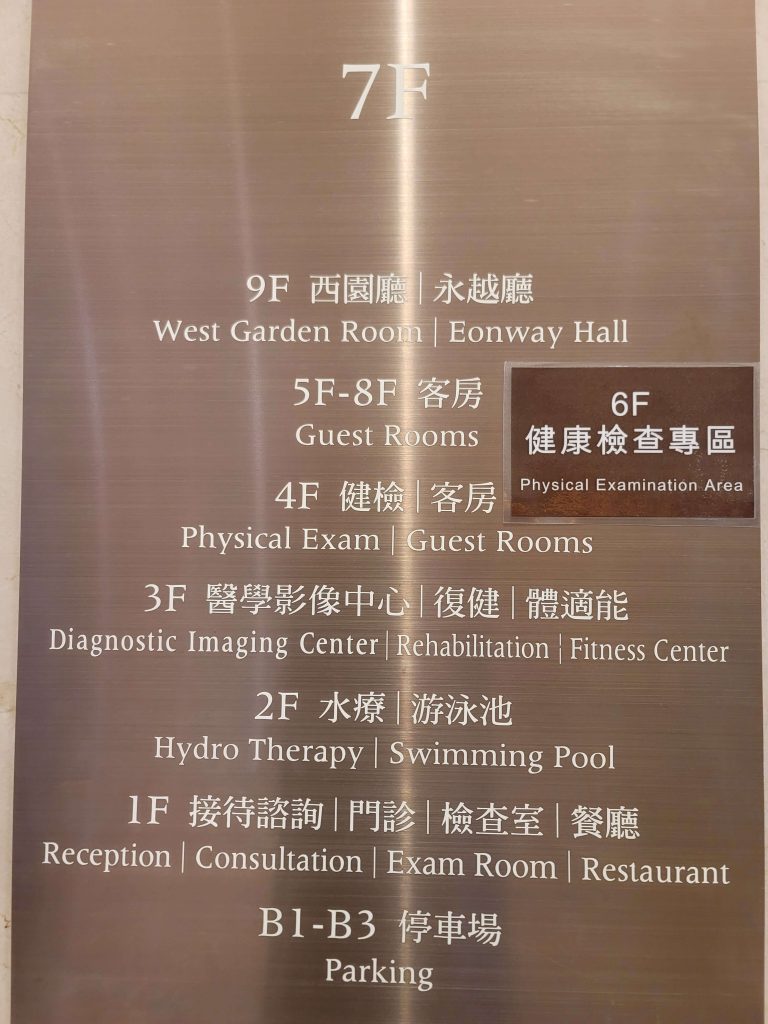 7F
9F 西園廳|永越廳
West Garden Room|Eonway Hall
5F-8F 客房
Guest Rooms
6F
健康檢查專區
Physical Examination Area
4F 健檢|客房
Physical Exam|Guest Rooms
3F 醫學影像中心|復健|體適能
Diagnostic Imaging Center|Rehabilitation|Fitness Center
2F 水療|游泳池
Hydro Therapy|Swimming Pool
1F 接待諮詢|門診|檢查室|餐廳
Reception|Consultation|Exam Room|Restaurant
B1-B3 停車場
Parking